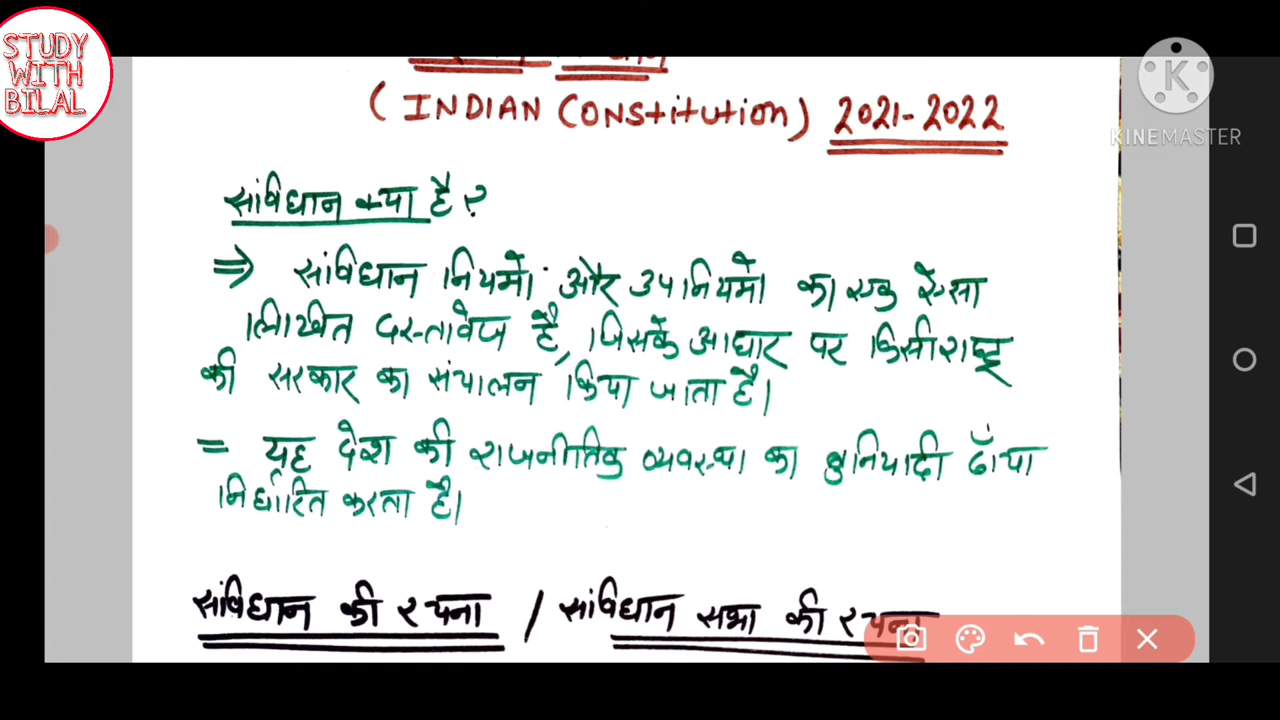 STUDY
WITH
BILAL
K
KINEMASTER
(INDIAN Constitution) 2021-2022
संविधान क्या है?
⇒ संविधान नियमों और उपनियमों का एक ऐसा
लिखित दस्तावेज है, जिसके आधार पर किसी राष्ट्र
की सरकार का संचालन किया जाता है।
= यह देश की राजनीतिक व्यवस्था का बुनियादी ढाँचा
निर्धारित करता है।
संविधान की रचना / संविधान सभा की रचना